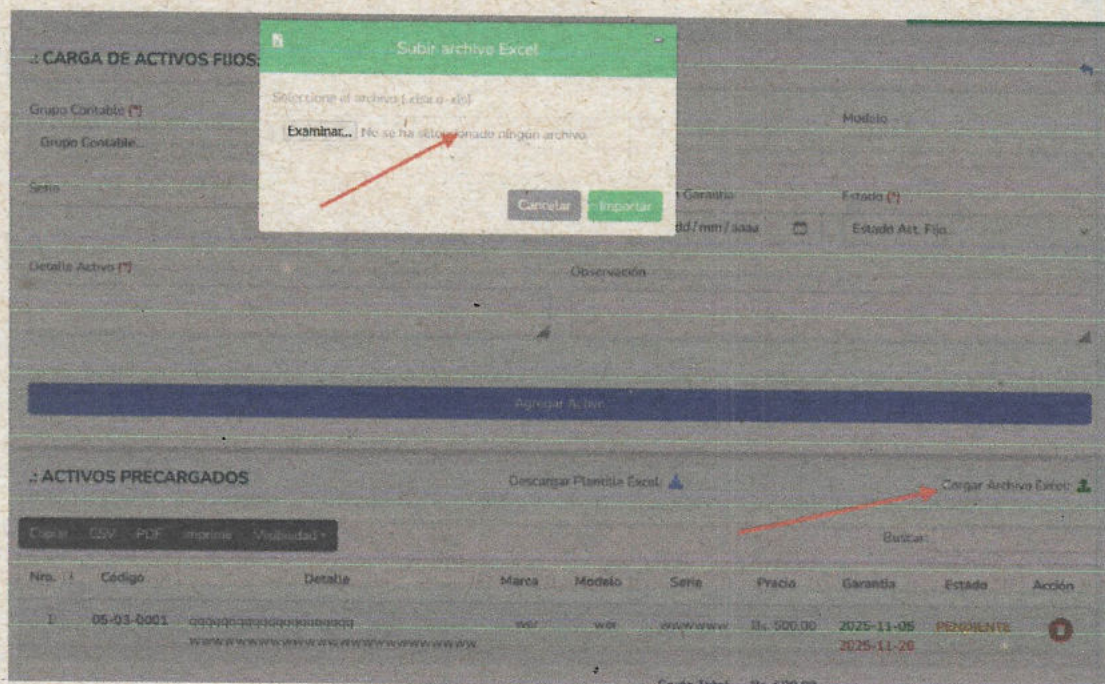 Subir archivo Excel
.: CARGA DE ACTIVOS FIJOS:
Seleccione el archivo (.xlsx o .xls)
Grupo Contable (*)
Modelo
Examinar... No se ha seleccionado ningún archivo.
Grupo Contable...
Serie
Garantía
Estado (*)
Cancelar
Importar
dd/mm/aaaa
Estado Act. Fijo...
Detalle Activo (*)
Observación
Agregar Activo
.: ACTIVOS PRECARGADOS
Descargar Plantilla Excel:
Cargar Archivo Excel:
Copiar CSV PDF Imprimir Visibilidad
Buscar:
Nro. Código Detalle Marca Modelo Serie Precio Garantía Estado Acción
1 05-03-0001 wer wer wwwwww Bs. 500.00 2025-11-05 PENDIENTE
2025-11-20